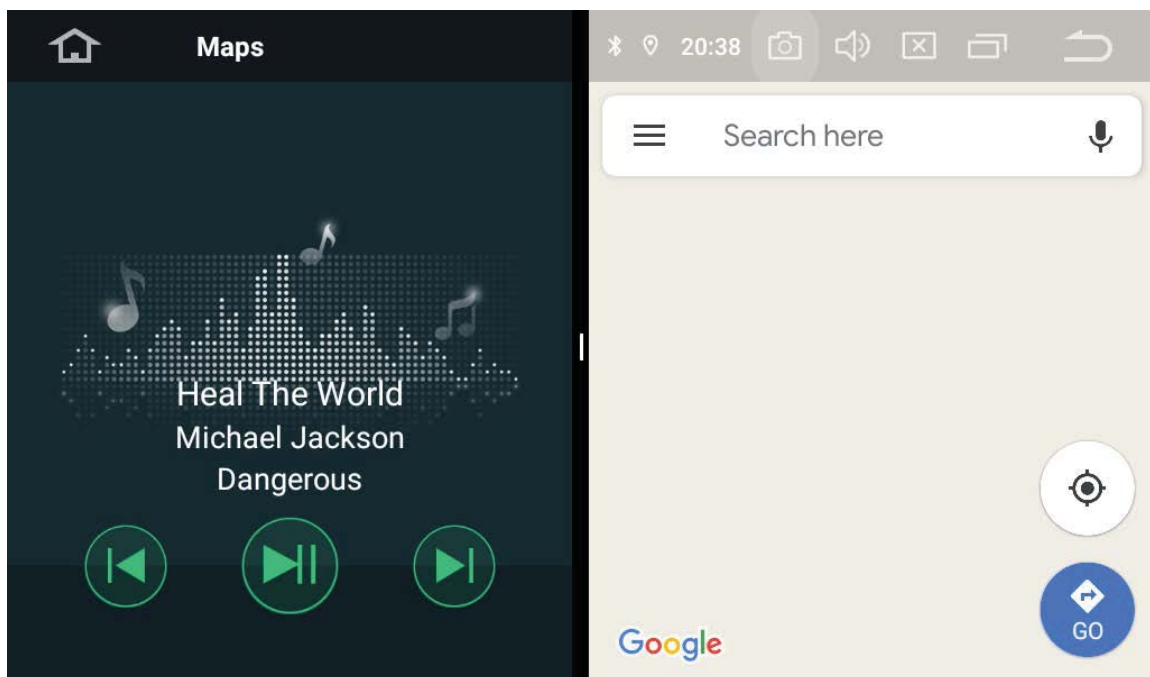 Maps
Heal The World
Michael Jackson
Dangerous
20:38
Search here
GO
Google